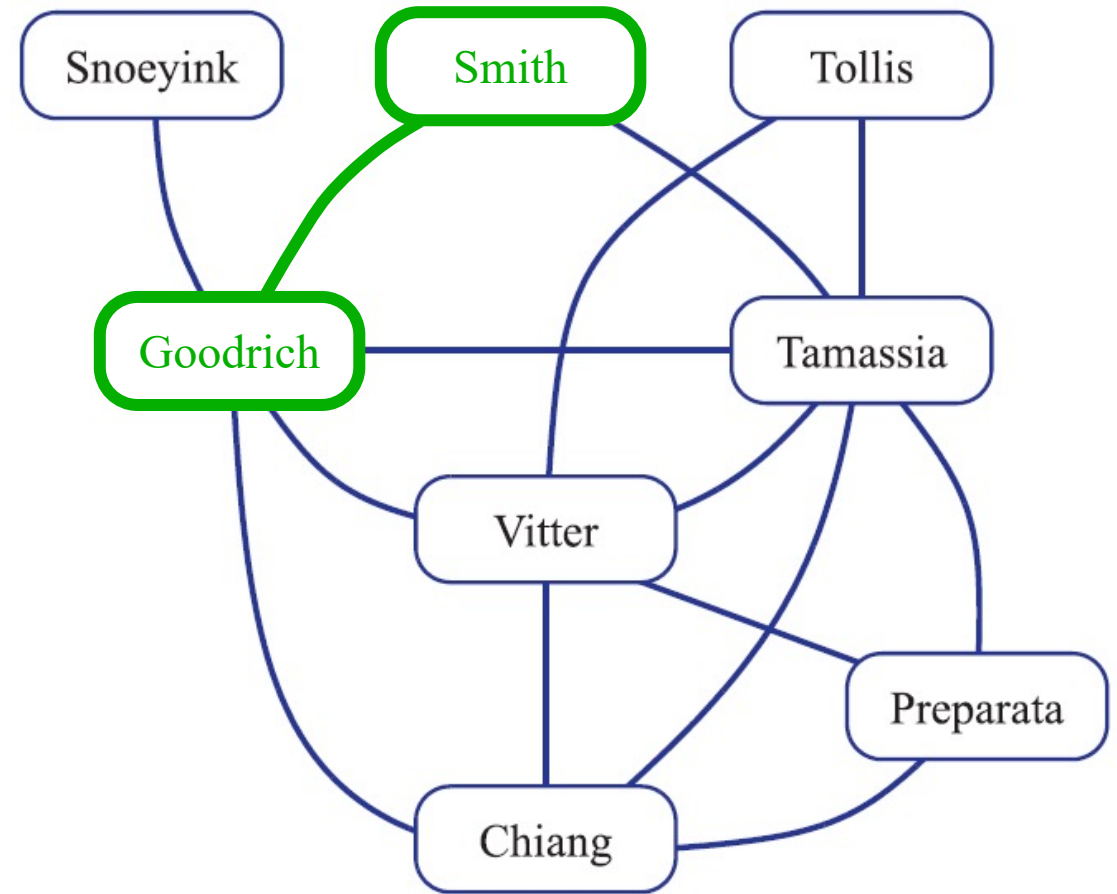 Snoeyink
Smith
Tollis
Goodrich
Tamassia
Vitter
Preparata
Chiang